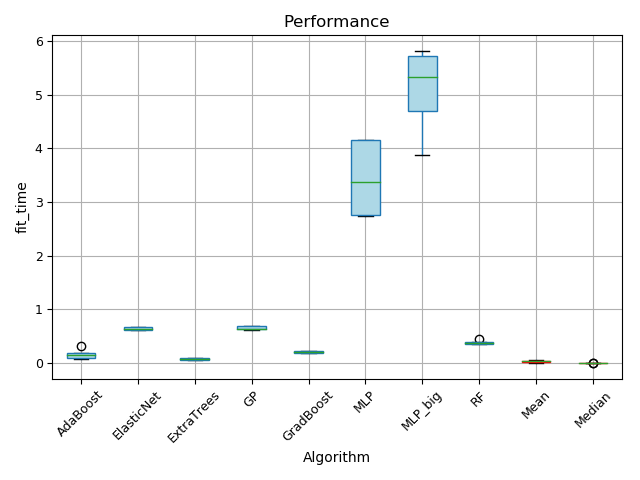 Performance
fit_time
6
5
4
3
2
1
0
AdaBoost
ElasticNet
ExtraTrees
GP
GradBoost
MLP
MLP_big
RF
Mean
Median
Algorithm